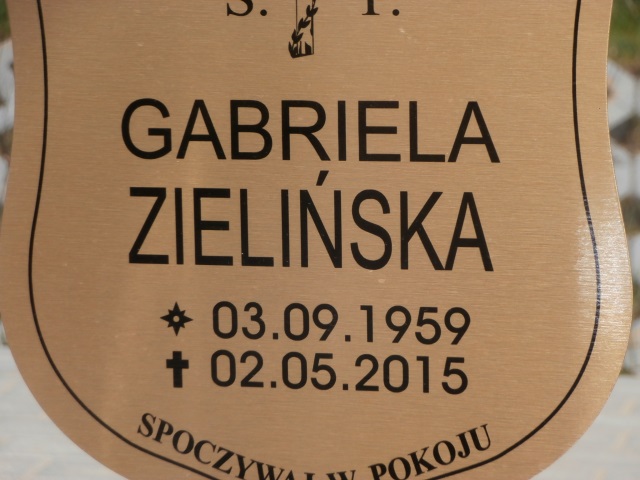 Ś. P.
GABRIELA
ZIELIŃSKA
03.09.1959
02.05.2015
SPOCZYWAJ W POKOJU